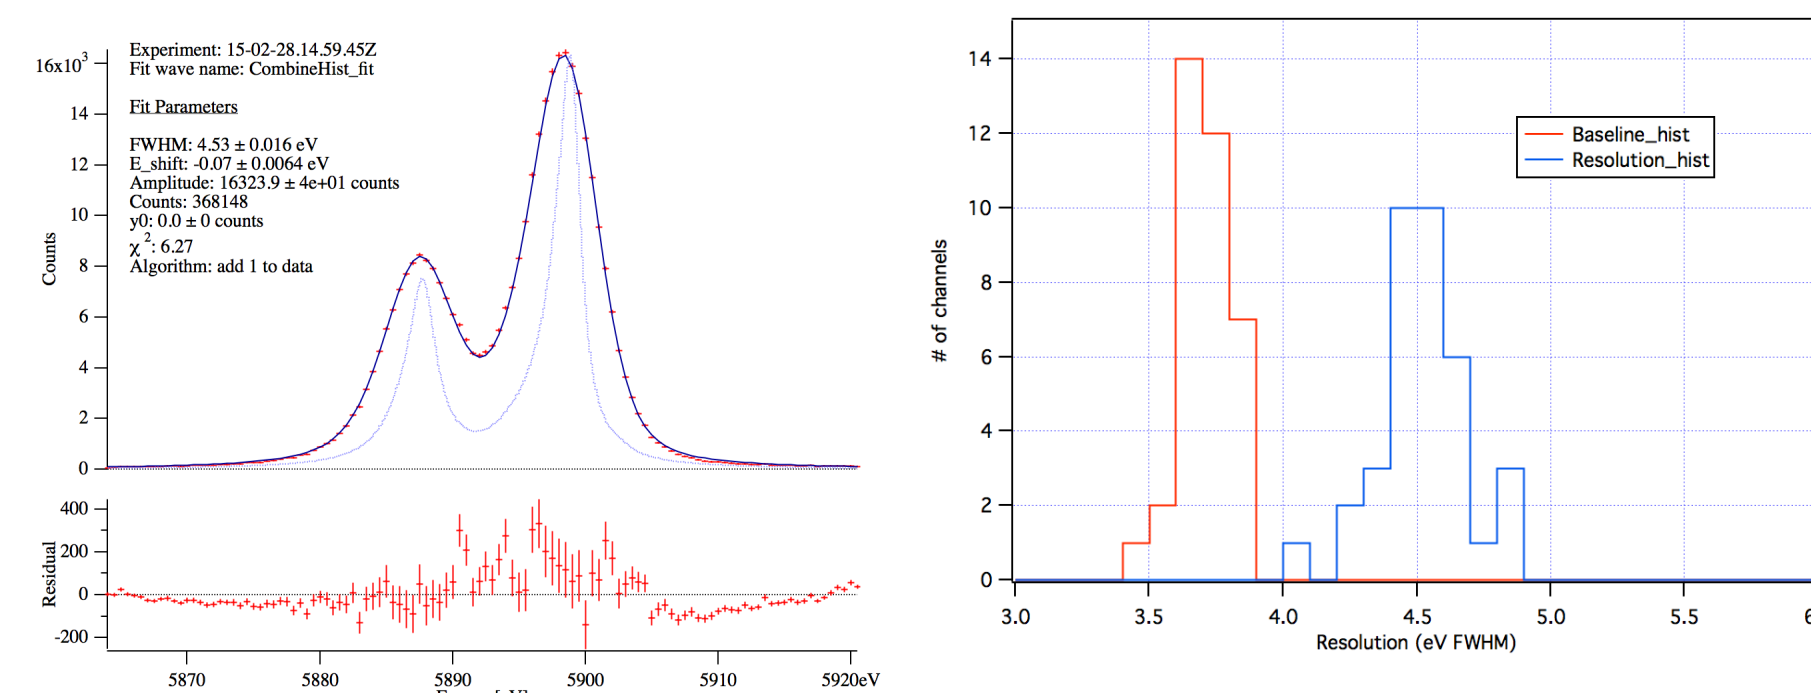 Experiment: 15-02-28.14.59.45Z
Fit wave name: CombineHist_fit
Fit Parameters
FWHM: 4.53 ± 0.016 eV
E_shift: -0.07 ± 0.0064 eV
Amplitude: 16323.9 ± 4e+01 counts
Counts: 368148
y0: 0.0 ± 0 counts
χ²: 6.27
Algorithm: add 1 to data
16x10³
14
12
10
8
6
4
2
0
Counts
400
200
0
-200
Residual
5870
5880
5890
5900
5910
5920eV
14
12
10
8
6
4
2
0
# of channels
Baseline_hist
Resolution_hist
3.0
3.5
4.0
4.5
5.0
5.5
Resolution (eV FWHM)